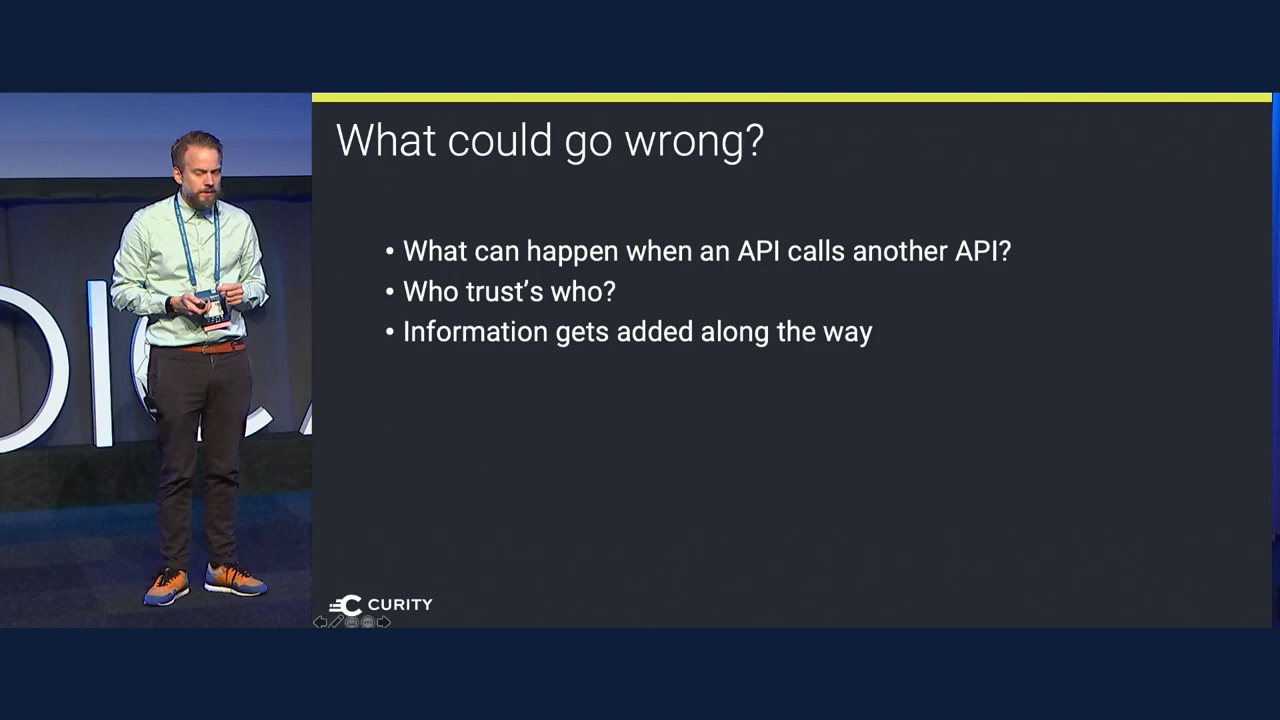 What could go wrong?
• What can happen when an API calls another API?
• Who trust’s who?
• Information gets added along the way
CURITY